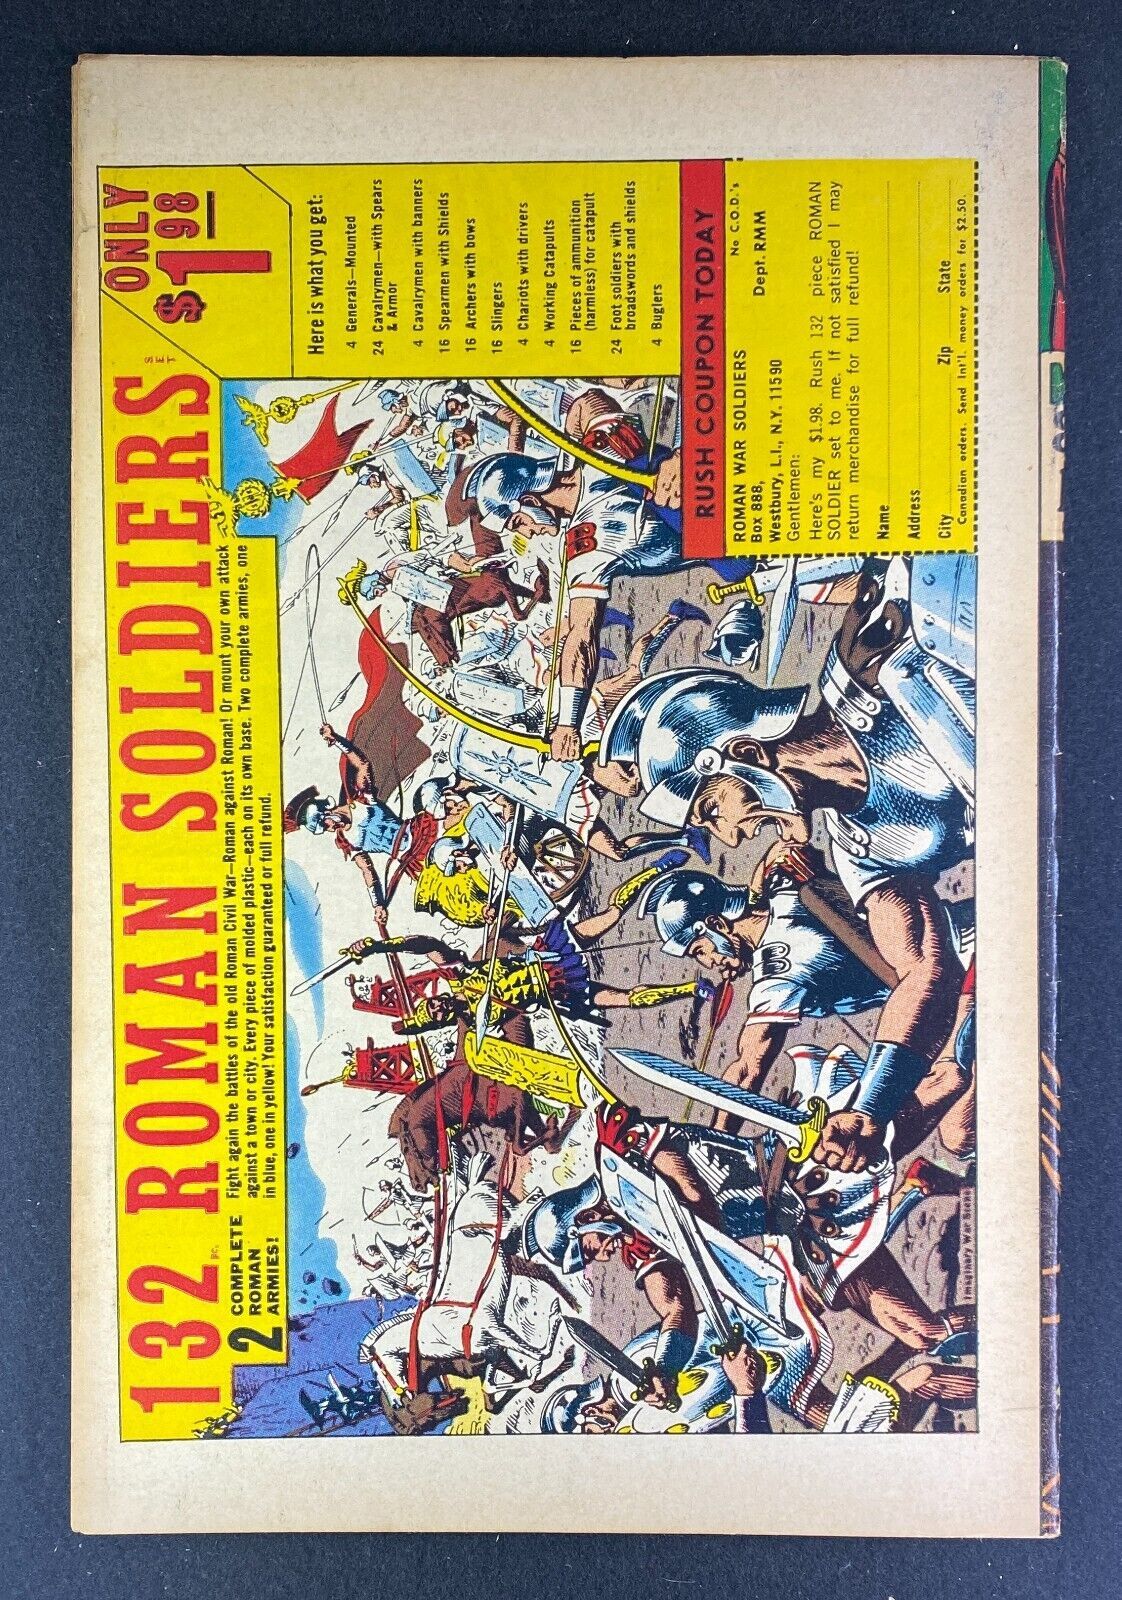 132 PC. ROMAN SOLDIERS SET
ONLY
$1.98
2 COMPLETE
ROMAN
ARMIES!
Fight again the battles of the old Roman Civil War—Roman against Roman! Or mount your own attack
against a town or city. Every piece of molded plastic—each on its own base. Two complete armies, one
in blue, one in yellow! Your satisfaction guaranteed or full refund.
Here is what you get:
4 Generals—Mounted
24 Cavalrymen—with Spears
& Armor
4 Cavalrymen with banners
16 Spearmen with Shields
16 Archers with bows
16 Slingers
4 Chariots with drivers
4 Working Catapults
16 Pieces of ammunition
(harmless) for catapult
24 Foot soldiers with
broadswords and shields
4 Buglers
RUSH COUPON TODAY
No C.O.D.'s
ROMAN WAR SOLDIERS Dept. RMM
Box 888,
Westbury, L.I., N.Y. 11590
Gentlemen:
Here's my $1.98. Rush 132 piece ROMAN
SOLDIER set to me. If not satisfied I may
return merchandise for full refund!
Name
Address
City Zip State
Canadian orders. Send Int'l. money orders for $2.50.
Imaginary War Scene